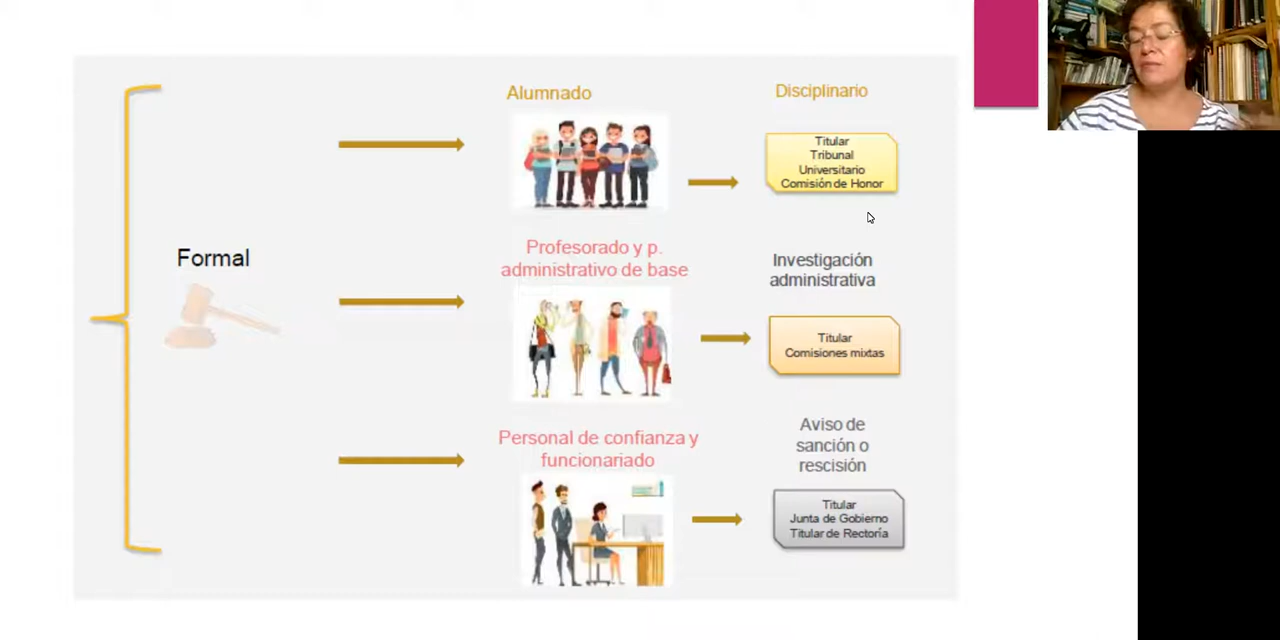 Formal
Alumnado
Disciplinario
Titular
Tribunal
Universitario
Comisión de Honor
Profesorado y p.
administrativo de base
Investigación
administrativa
Titular
Comisiones mixtas
Personal de confianza y
funcionariado
Aviso de
sanción o
rescisión
Titular
Junta de Gobierno
Titular de Rectoría